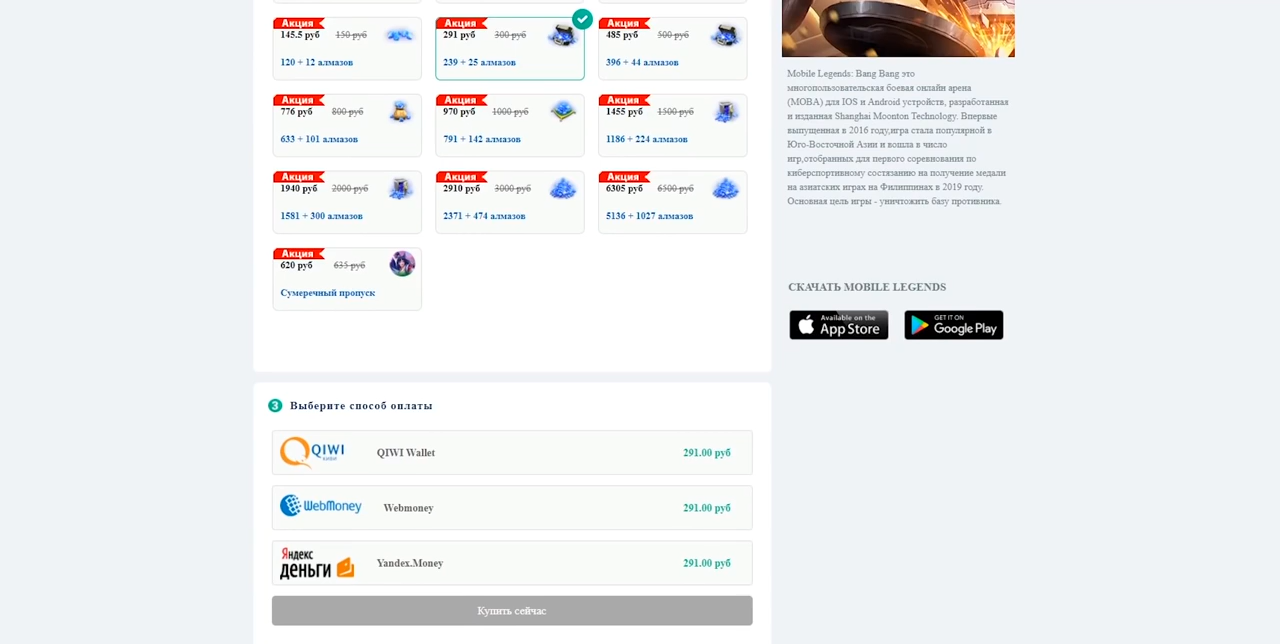 Акция
145.5 руб 150 руб
120 + 12 алмазов
Акция
291 руб 300 руб
239 + 25 алмазов
Акция
485 руб 500 руб
396 + 44 алмазов
Акция
776 руб 800 руб
633 + 101 алмазов
Акция
970 руб 1000 руб
791 + 142 алмазов
Акция
1455 руб 1500 руб
1186 + 224 алмазов
Акция
1940 руб 2000 руб
1581 + 300 алмазов
Акция
2910 руб 3000 руб
2371 + 474 алмазов
Акция
6305 руб 6500 руб
5136 + 1027 алмазов
Акция
620 руб 635 руб
Сумеречный пропуск
3 Выберите способ оплаты
QIWI QIWI Wallet 291.00 руб
WebMoney Webmoney 291.00 руб
Яндекс
деньги Yandex.Money 291.00 руб
Купить сейчас
Mobile Legends: Bang Bang это
многопользовательская боевая онлайн арена
(MOBA) для IOS и Android устройств, разработанная
и изданная Shanghai Moonton Technology. Впервые
выпущенная в 2016 году,игра стала популярной в
Юго-Восточной Азии и вошла в число
игр,отобранных для первого соревнования по
киберспортивному состязанию на получение медали
на азиатских играх на Филиппинах в 2019 году.
Основная цель игры - уничтожить базу противника.
СКАЧАТЬ MOBILE LEGENDS
Available on the
App Store
GET IT ON
Google Play